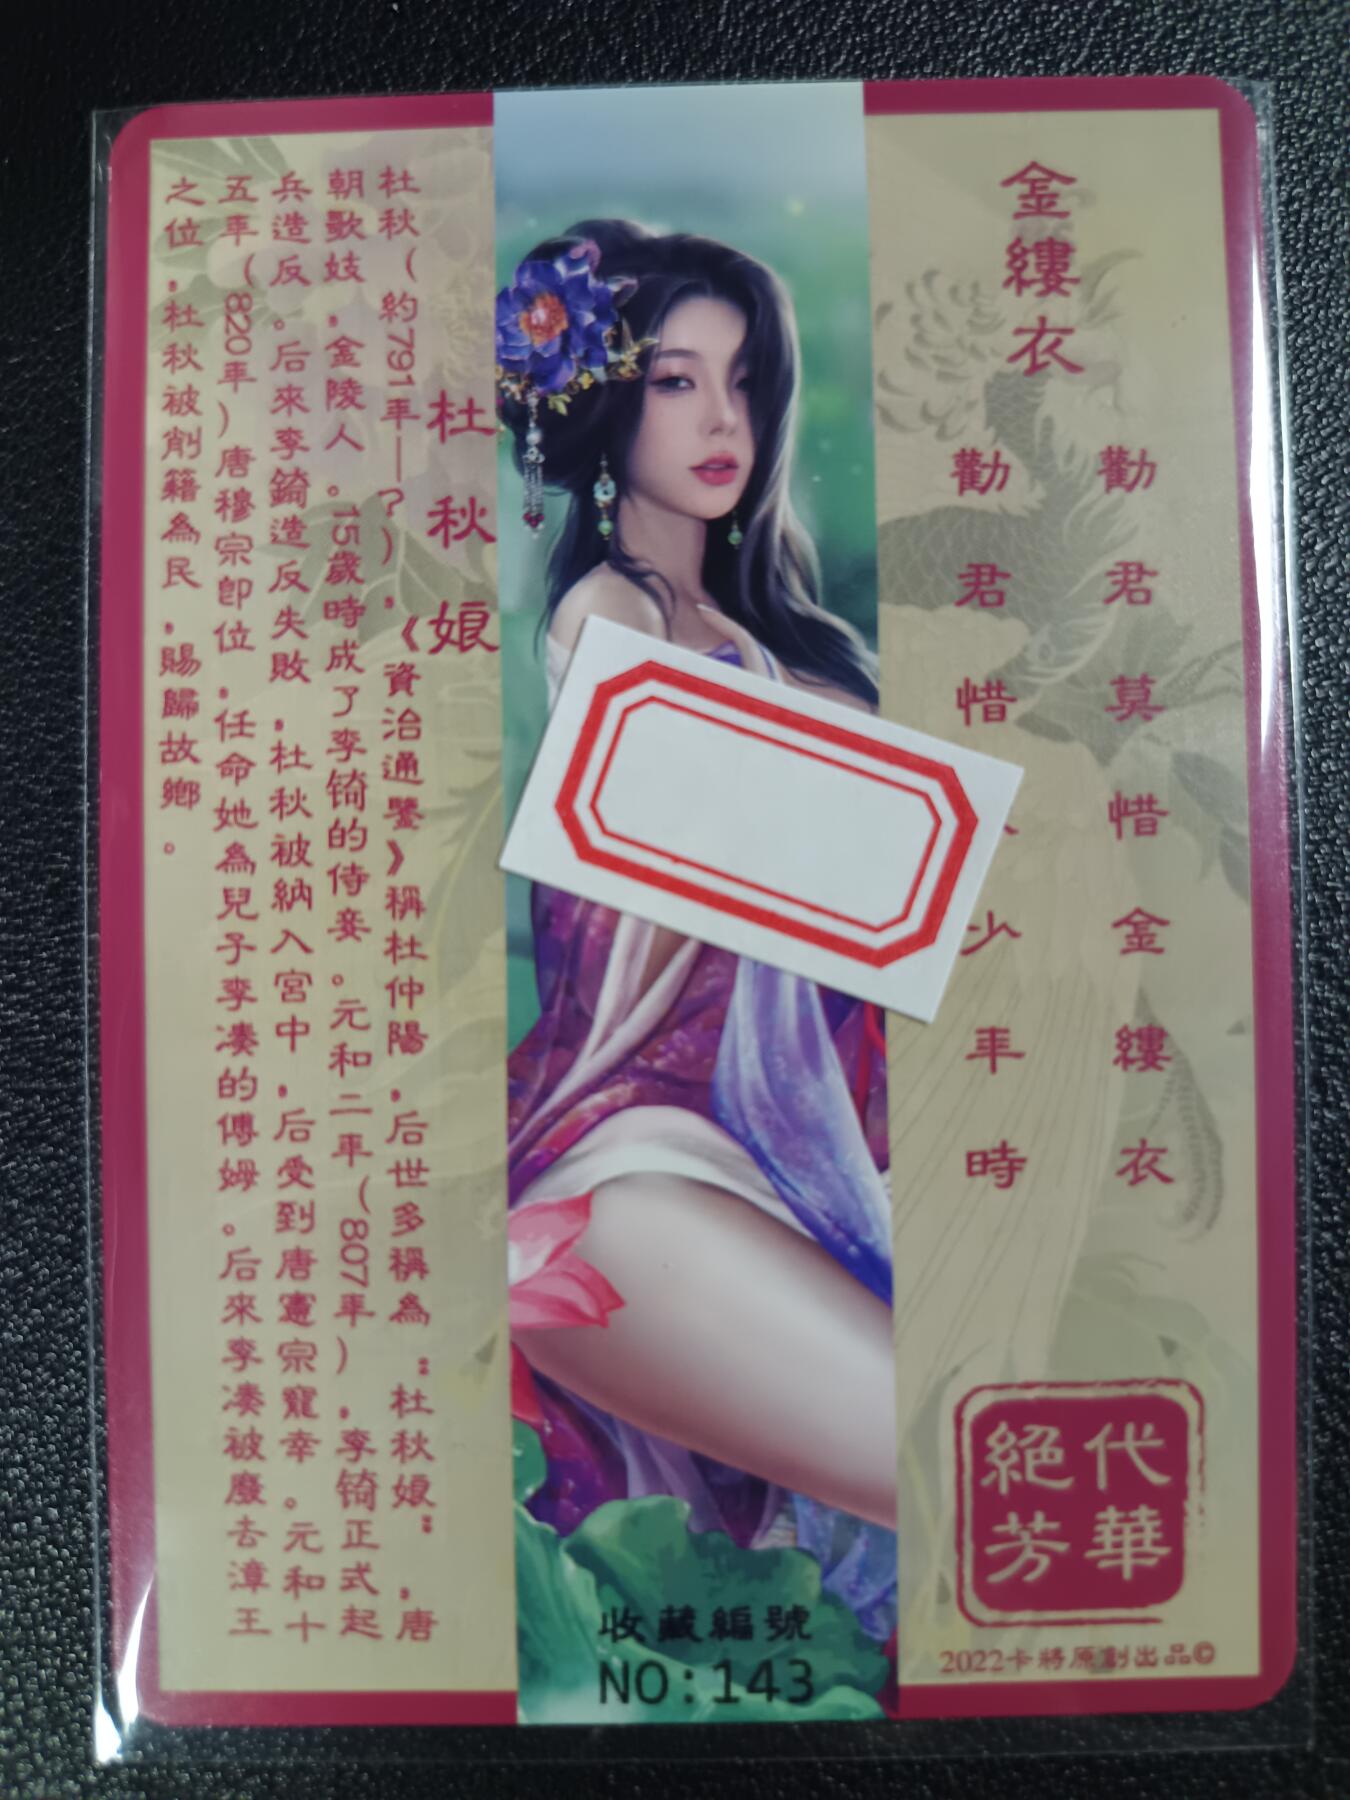 金縷衣
勸君莫惜金縷衣
勸君惜少年時
絕代
芳華
2022卡將原創出品©
收藏編號
NO:143
杜秋娘
杜秋（約791年—?），《資治通鑒》稱杜仲陽，后世多稱為“杜秋娘”，唐
朝歌妓，金陵人。15歲時成了李锜的侍妾。元和二年（807年），李锜正式起
兵造反。后來李錡造反失敗，杜秋被納入宮中，后受到唐憲宗寵幸。元和十
五年（820年）唐穆宗卽位，任命她為兒子李凑的傅姆。后來李凑被廢去漳王
之位，杜秋被削籍為民，賜歸故鄉。